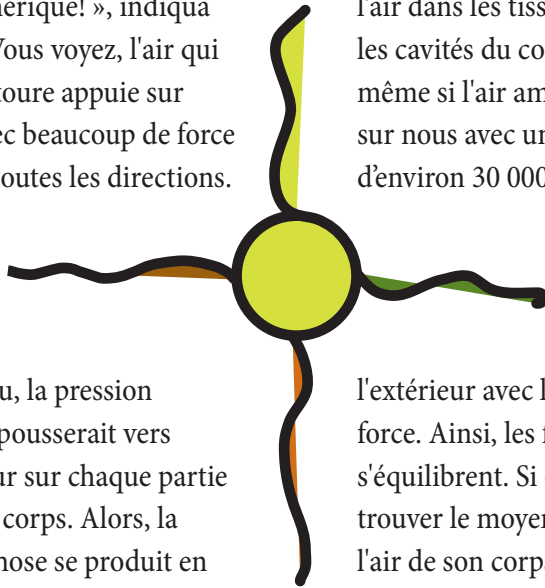 nérique! », indiqua
Vous voyez, l'air qui
toure appuie sur
ec beaucoup de force
outes les directions.
u, la pression
pousserait vers
ur sur chaque partie
corps. Alors, la
nose se produit en
l'air dans les tiss
les cavités du co
même si l'air am
sur nous avec un
d’environ 30 000
l'extérieur avec l
force. Ainsi, les f
s'équilibrent. Si
trouver le moyen
l'air de son corp